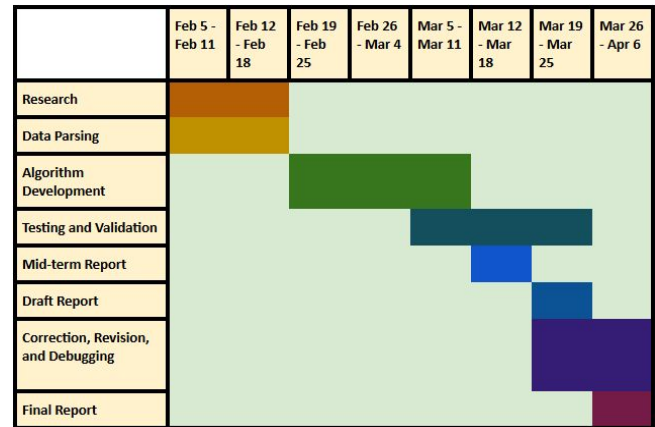 Feb 5 - Feb 12 Feb 19 Feb 26 Mar 5 - Mar 12 Mar 19 Mar 26
Feb 11 - Feb - Feb - Mar 4 Mar 11 - Mar - Mar - Apr 6
18 25 18 25
Research
Data Parsing
Algorithm
Development
Testing and Validation
Mid-term Report
Draft Report
Correction, Revision,
and Debugging
Final Report